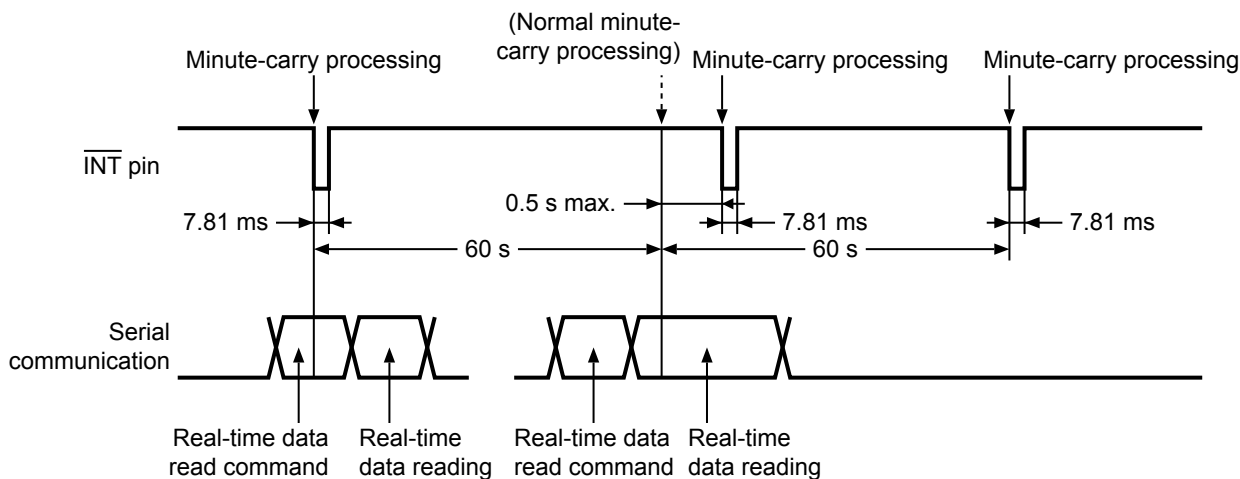 (Normal minute-
carry processing)
Minute-carry processing
Minute-carry processing
Minute-carry processing
INT pin
7.81 ms
0.5 s max.
7.81 ms
7.81 ms
60 s
60 s
Serial
communication
Real-time data
read command
Real-time
data reading
Real-time data
read command
Real-time
data reading